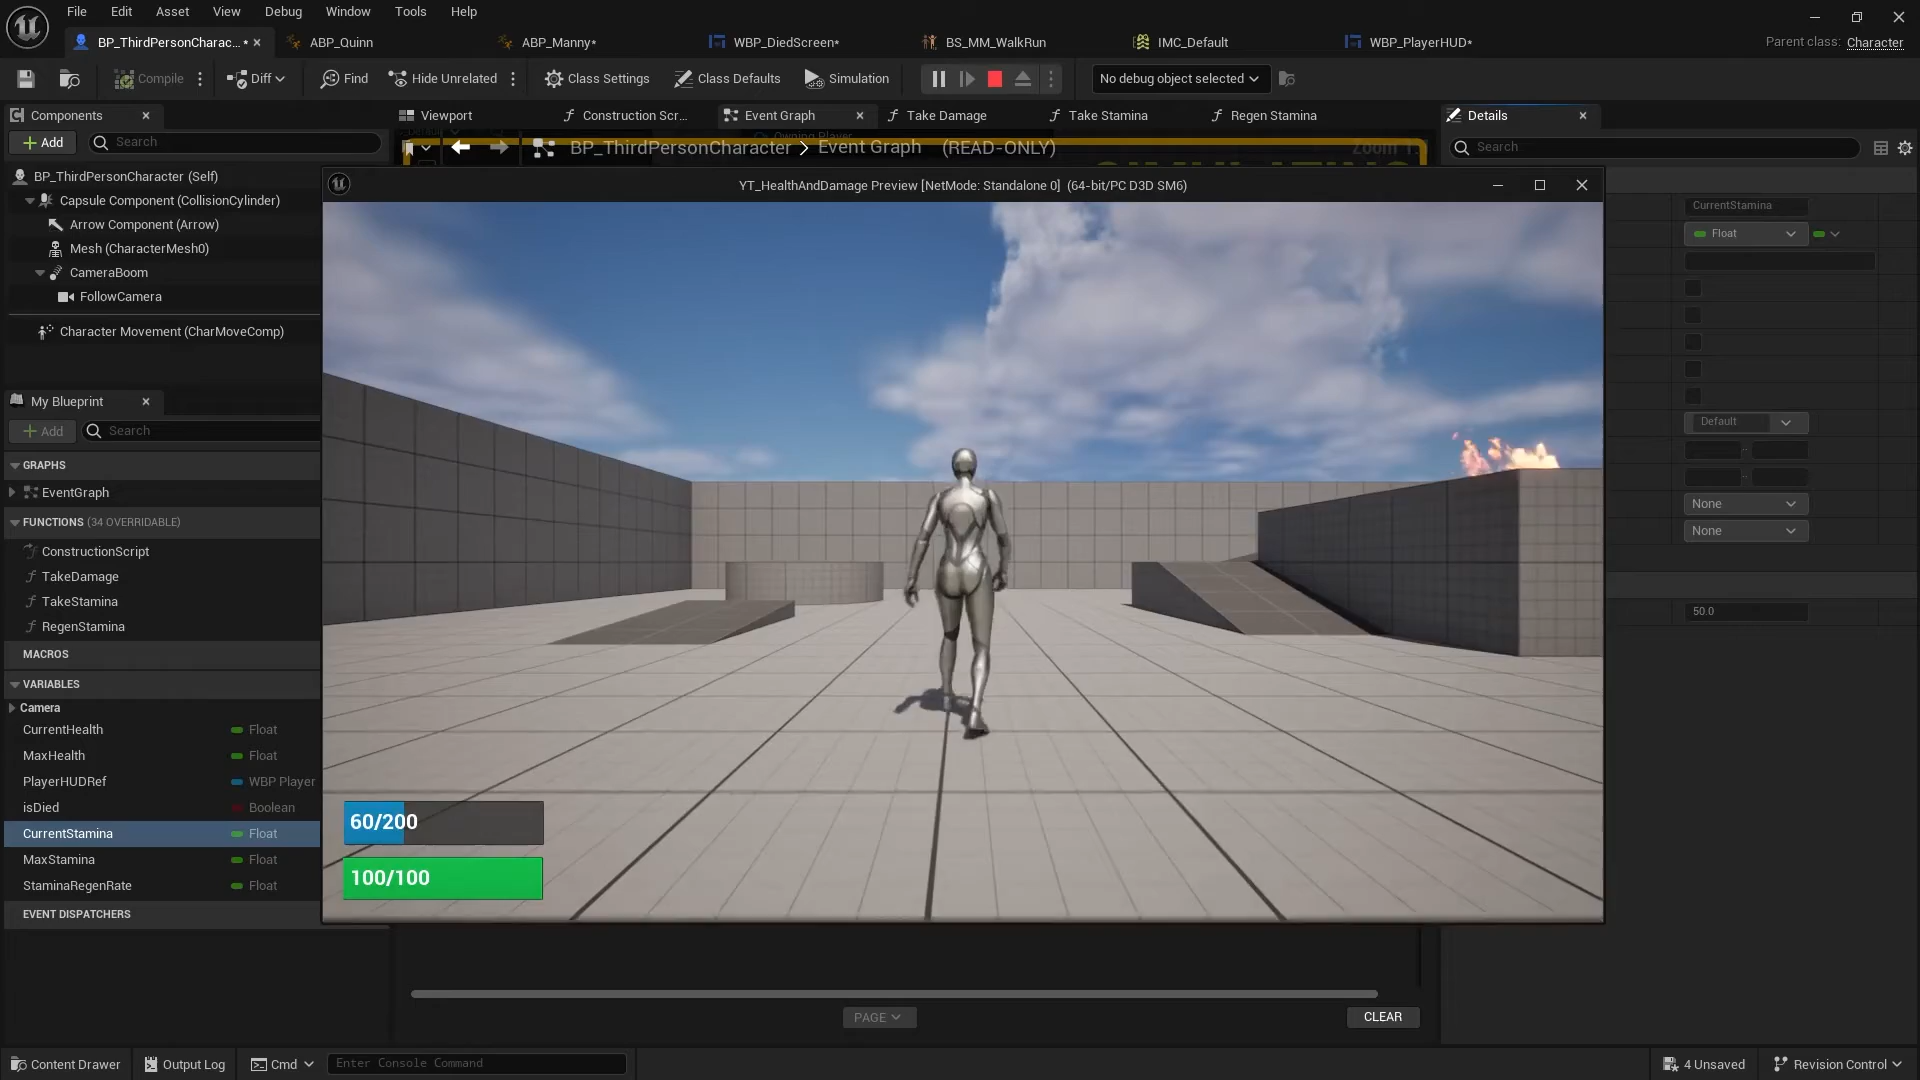 File Edit Asset View Debug Window Tools Help
BP_ThirdPersonCharac... * ABP_Quinn ABP_Manny* WBP_DiedScreen* BS_MM_WalkRun IMC_Default WBP_PlayerHUD* Parent class: Character
Compile Diff Find Hide Unrelated Class Settings Class Defaults Simulation No debug object selected
Components Viewport Construction Scr... Event Graph Take Damage Take Stamina Regen Stamina Details
Add Search BP_ThirdPersonCharacter > Event Graph (READ-ONLY) Search
BP_ThirdPersonCharacter (Self)
YT_HealthAndDamage Preview [NetMode: Standalone 0] (64-bit/PC D3D SM6)
Capsule Component (CollisionCylinder)
CurrentStamina
Arrow Component (Arrow)
Float
Mesh (CharacterMesh0)
CameraBoom
FollowCamera
Character Movement (CharMoveComp)
My Blueprint
Default
Add Search
GRAPHS
EventGraph
None
FUNCTIONS (34 OVERRIDABLE)
None
ConstructionScript
TakeDamage
TakeStamina
50.0
RegenStamina
MACROS
VARIABLES
Camera
CurrentHealth Float
MaxHealth Float
PlayerHUDRef WBP Player
isDied Boolean
60/200
CurrentStamina Float
MaxStamina Float
100/100
StaminaRegenRate Float
EVENT DISPATCHERS
PAGE CLEAR
Content Drawer Output Log Cmd Enter Console Command 4 Unsaved Revision Control